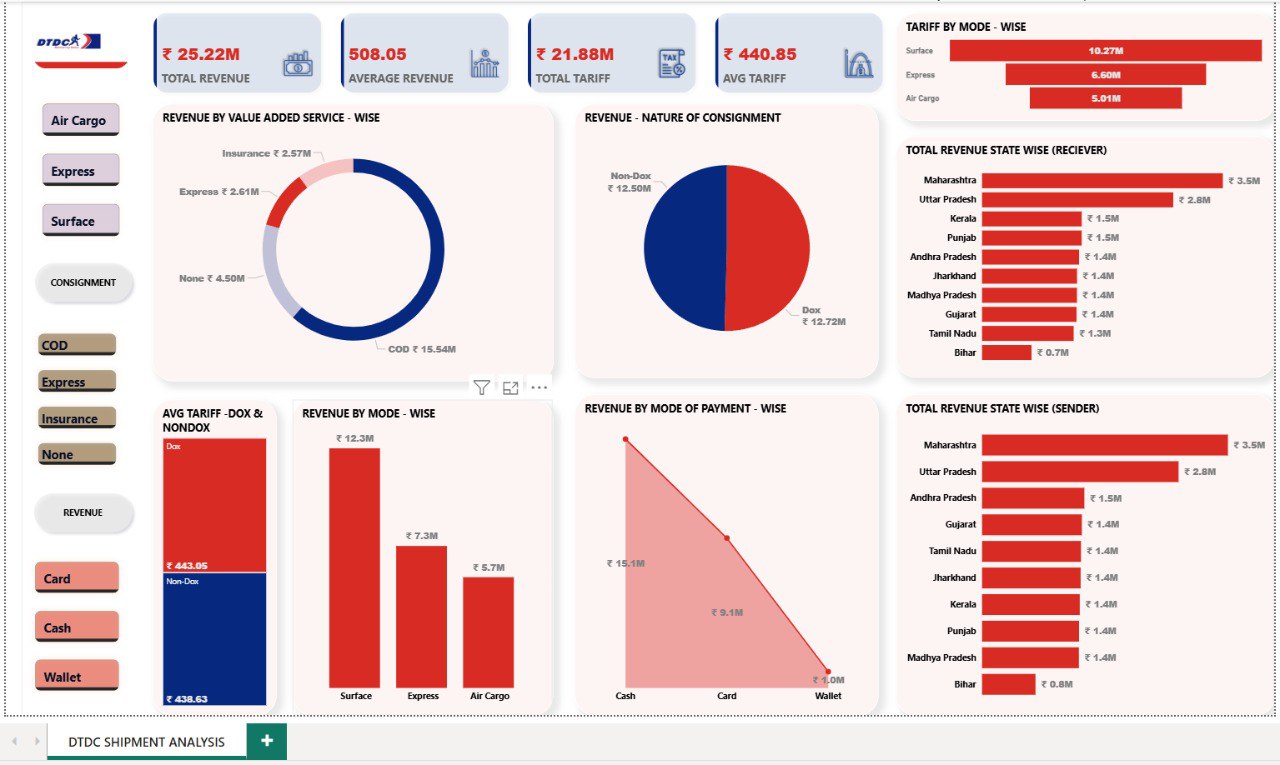 DTDC
Air Cargo
Express
Surface
CONSIGNMENT
COD
Express
Insurance
None
REVENUE
Card
Cash
Wallet
₹ 25.22M
TOTAL REVENUE
508.05
AVERAGE REVENUE
₹ 21.88M
TOTAL TARIFF
TAX
₹ 440.85
AVG TARIFF
TARIFF BY MODE - WISE
Surface 10.27M
Express 6.60M
Air Cargo 5.01M
REVENUE BY VALUE ADDED SERVICE - WISE
Insurance ₹ 2.57M
Express ₹ 2.61M
None ₹ 4.50M
COD ₹ 15.54M
REVENUE - NATURE OF CONSIGNMENT
Non-Dox
₹ 12.50M
Dox
₹ 12.72M
TOTAL REVENUE STATE WISE (RECIEVER)
Maharashtra ₹ 3.5M
Uttar Pradesh ₹ 2.8M
Kerala ₹ 1.5M
Punjab ₹ 1.5M
Andhra Pradesh ₹ 1.4M
Jharkhand ₹ 1.4M
Madhya Pradesh ₹ 1.4M
Gujarat ₹ 1.4M
Tamil Nadu ₹ 1.3M
Bihar ₹ 0.7M
AVG TARIFF -DOX &
NONDOX
Dox
₹ 443.05
Non-Dox
₹ 438.63
REVENUE BY MODE - WISE
₹ 12.3M
₹ 7.3M
₹ 5.7M
Surface Express Air Cargo
REVENUE BY MODE OF PAYMENT - WISE
₹ 15.1M
₹ 9.1M
₹ 1.0M
Cash Card Wallet
TOTAL REVENUE STATE WISE (SENDER)
Maharashtra ₹ 3.5M
Uttar Pradesh ₹ 2.8M
Andhra Pradesh ₹ 1.5M
Gujarat ₹ 1.4M
Tamil Nadu ₹ 1.4M
Jharkhand ₹ 1.4M
Kerala ₹ 1.4M
Punjab ₹ 1.4M
Madhya Pradesh ₹ 1.4M
Bihar ₹ 0.8M
DTDC SHIPMENT ANALYSIS